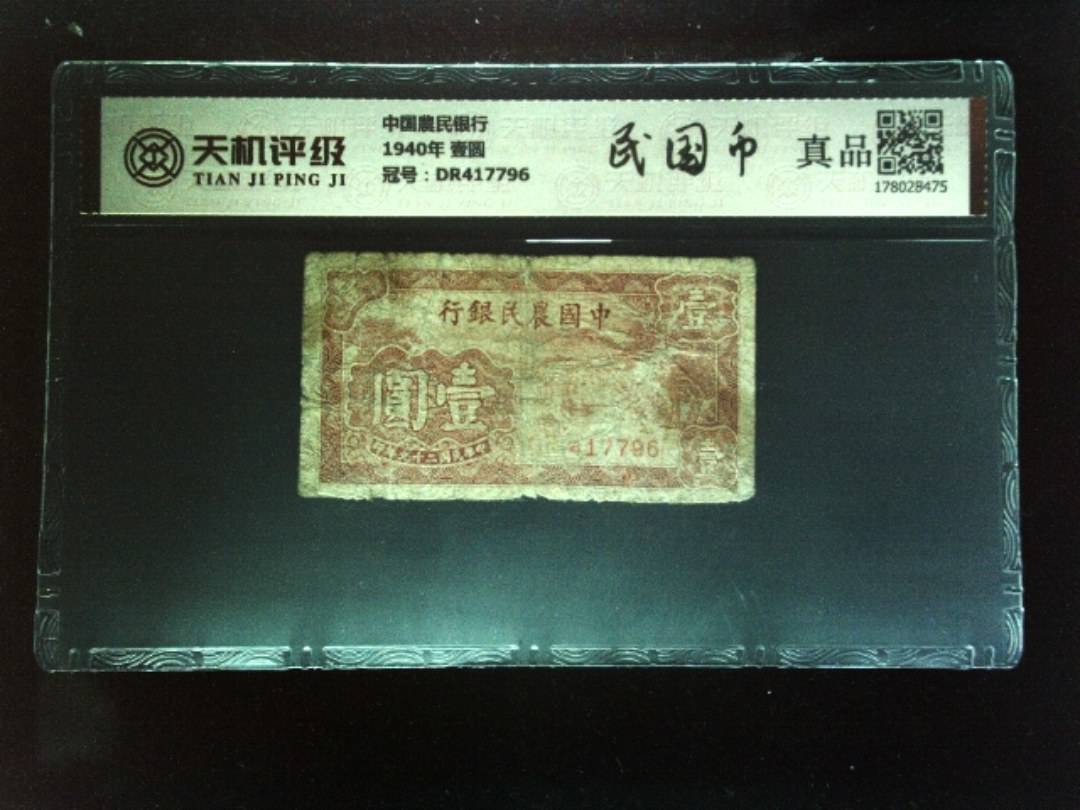 天机评级
TIAN JI PING JI
中国農民银行
1940年 壹圆
冠号：DR417796
民国币
真品
178028475
行銀民農國中
壹
圓壹
417796
壹